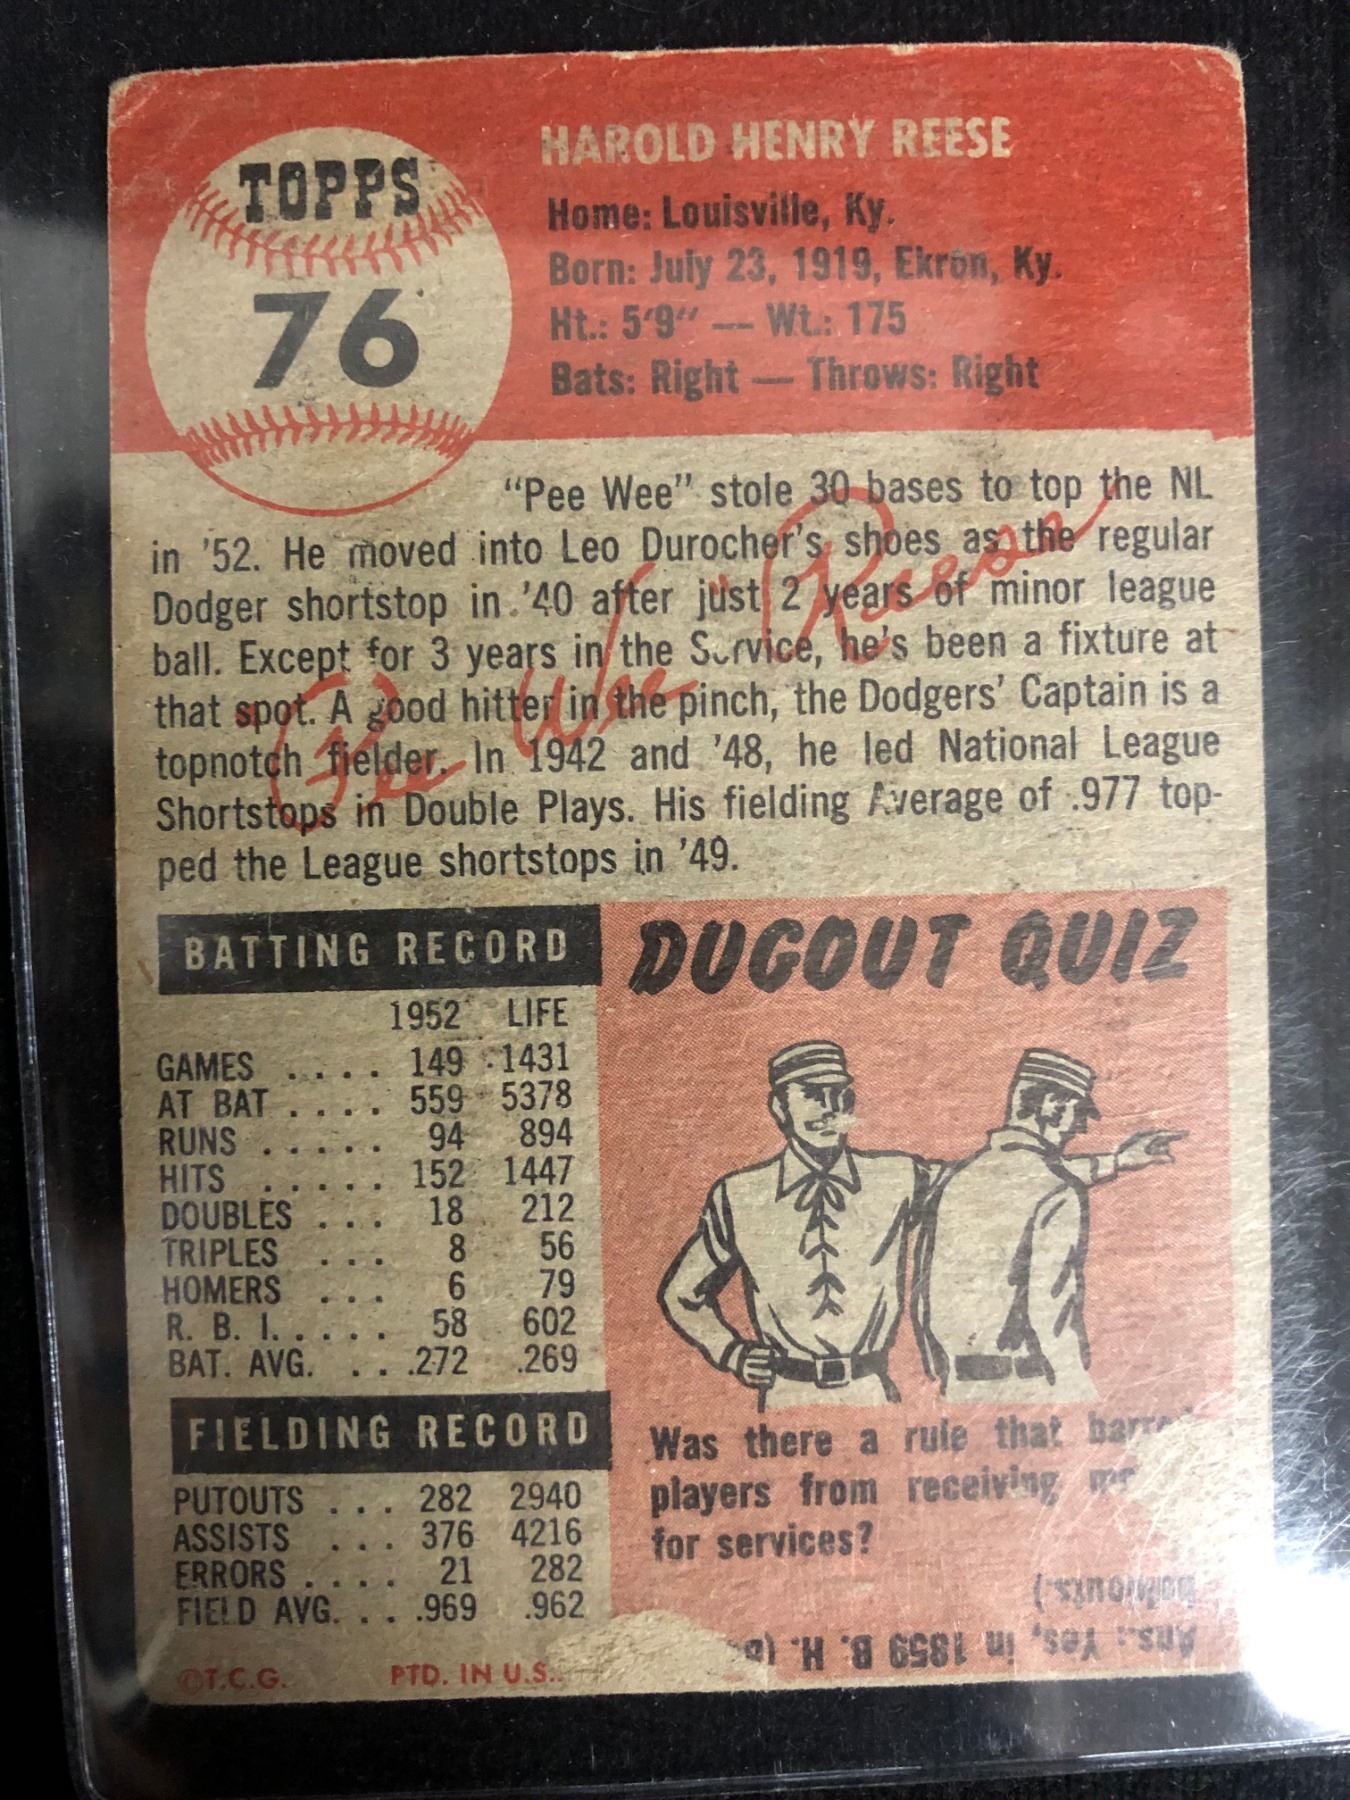 TOPPS
76
HAROLD HENRY REESE
Home: Louisville, Ky.
Born: July 23, 1919, Ekron, Ky.
Ht.: 5'9" — Wt.: 175
Bats: Right — Throws: Right
"Pee Wee" stole 30 bases to top the NL
in '52. He moved into Leo Durocher's shoes as the regular
Dodger shortstop in '40 after just 2 years of minor league
ball. Except for 3 years in the Service, he's been a fixture at
that spot. A good hitter in the pinch, the Dodgers' Captain is a
topnotch fielder. In 1942 and '48, he led National League
Shortstops in Double Plays. His fielding Average of .977 top-
ped the League shortstops in '49.
"Pee Wee" Reese
BATTING RECORD
1952 LIFE
GAMES .... 149 1431
AT BAT .... 559 5378
RUNS ..... 94 894
HITS ..... 152 1447
DOUBLES ... 18 212
TRIPLES ... 8 56
HOMERS ... 6 79
R. B. I. .... 58 602
BAT. AVG. ... .272 .269
FIELDING RECORD
PUTOUTS ... 282 2940
ASSISTS ... 376 4216
ERRORS .... 21 282
FIELD AVG. ... .969 .962
©T.C.G. PTD. IN U.S.
DUGOUT QUIZ
Was there a rule that
players from receiving
for services?
Ans.: Yes, in 1859 B. H.